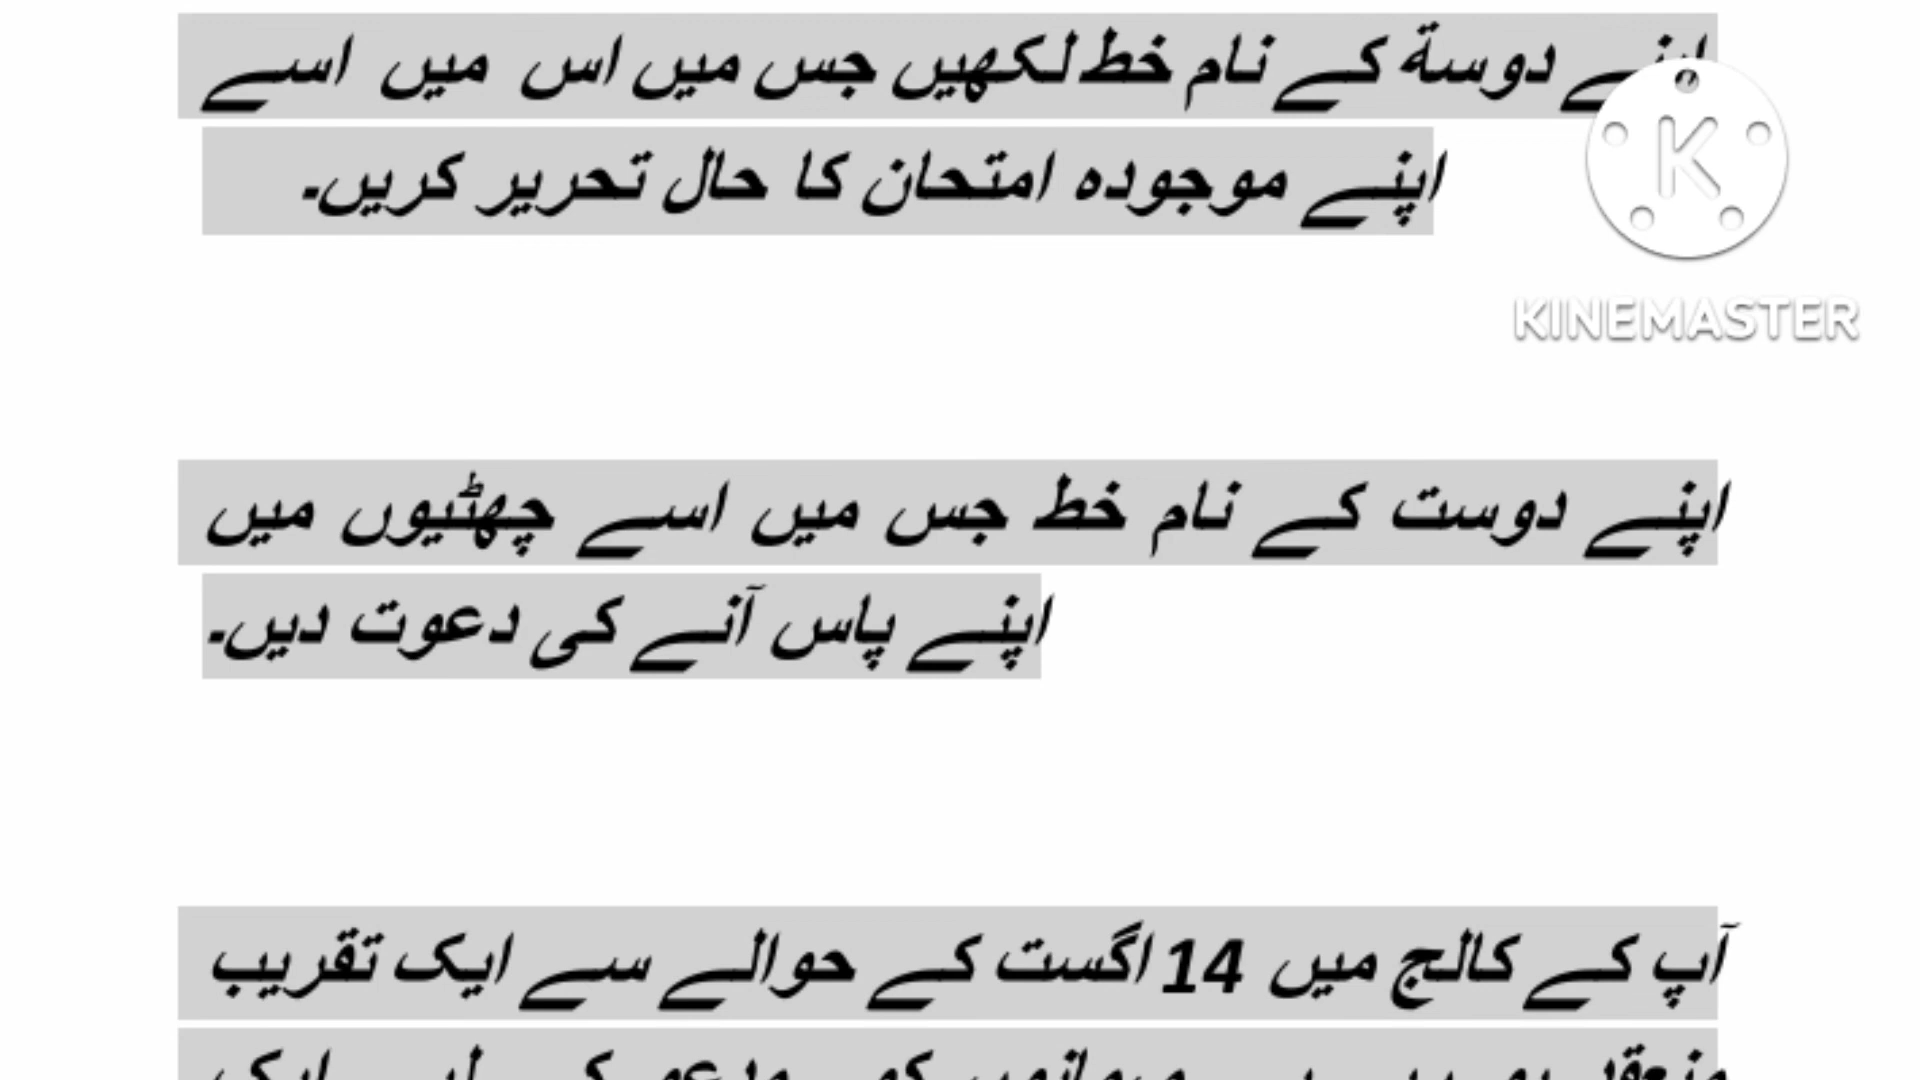 اپنے دوسة کے نام خط لکھیں جس میں اس میں اسے
اپنے موجودہ امتحان کا حال تحریر کریں۔
K
KINEMASTER
اپنے دوست کے نام خط جس میں اسے چھٹیوں میں
اپنے پاس آنے کی دعوت دیں۔
آپ کے کالج میں 14 اگست کے حوالے سے ایک تقریب